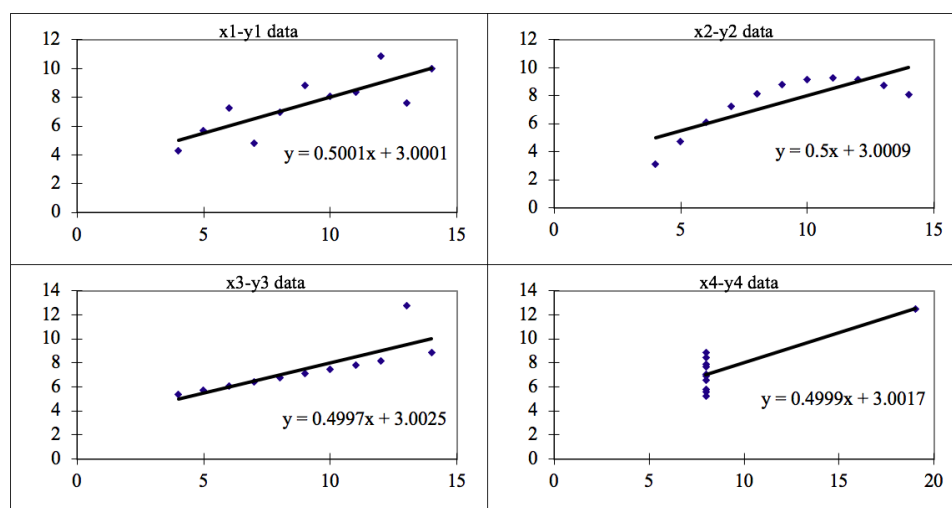 x1-y1 data
12
10
8
6
4
2
0
0 5 10 15
y = 0.5001x + 3.0001
x2-y2 data
12
10
8
6
4
2
0
0 5 10 15
y = 0.5x + 3.0009
x3-y3 data
14
12
10
8
6
4
2
0
0 5 10 15
y = 0.4997x + 3.0025
x4-y4 data
14
12
10
8
6
4
2
0
0 5 10 15 20
y = 0.4999x + 3.0017